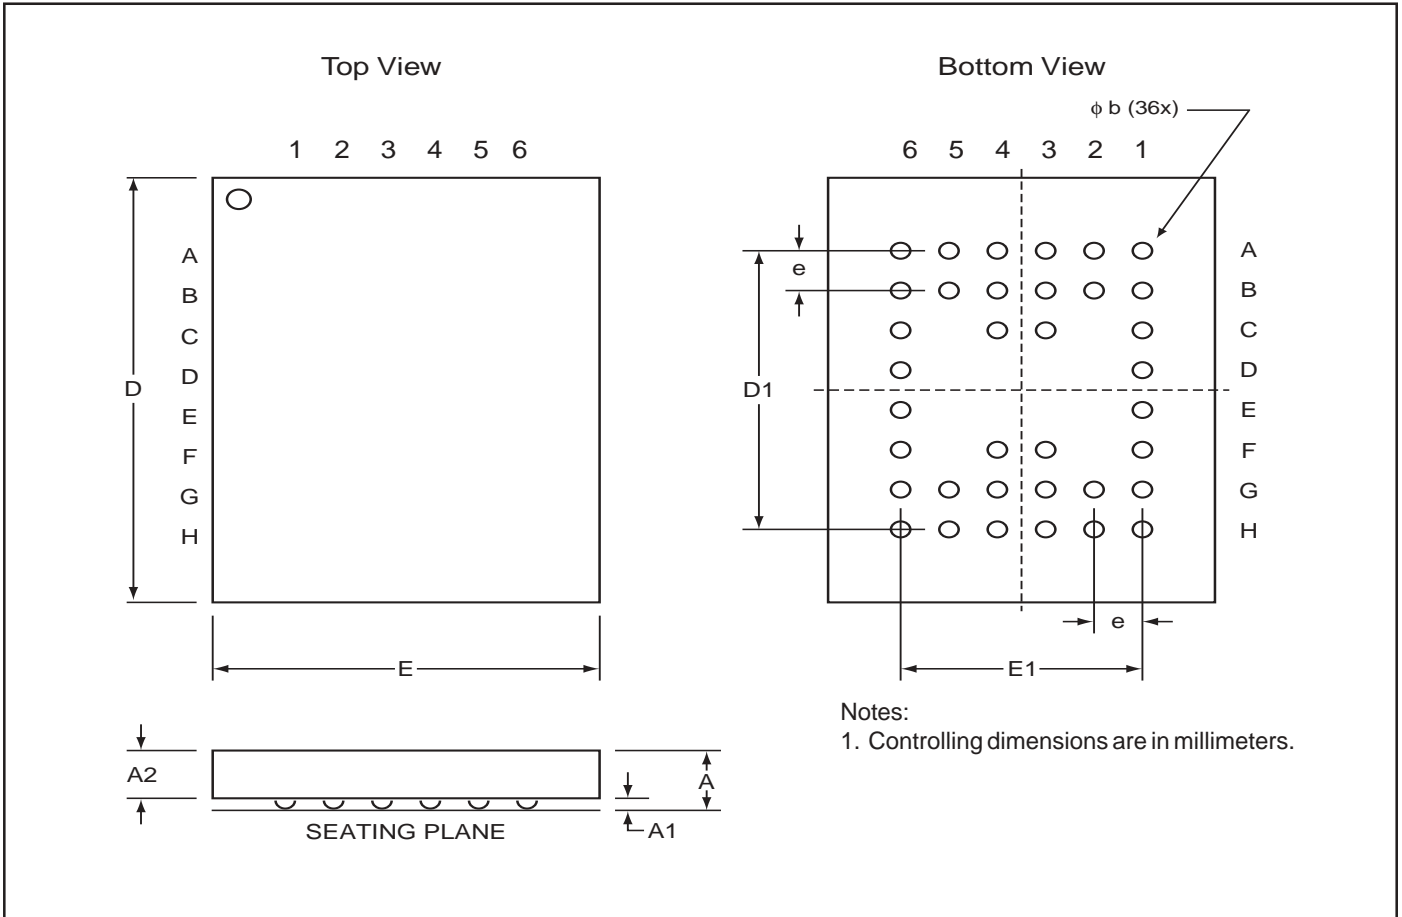 Top View
Bottom View
ϕ b (36x)
1 2 3 4 5 6
6 5 4 3 2 1
A
B
C
D
E
F
G
H
D
E
e
D1
A
B
C
D
E
F
G
H
e
E1
Notes:
1. Controlling dimensions are in millimeters.
A2
A
A1
SEATING PLANE